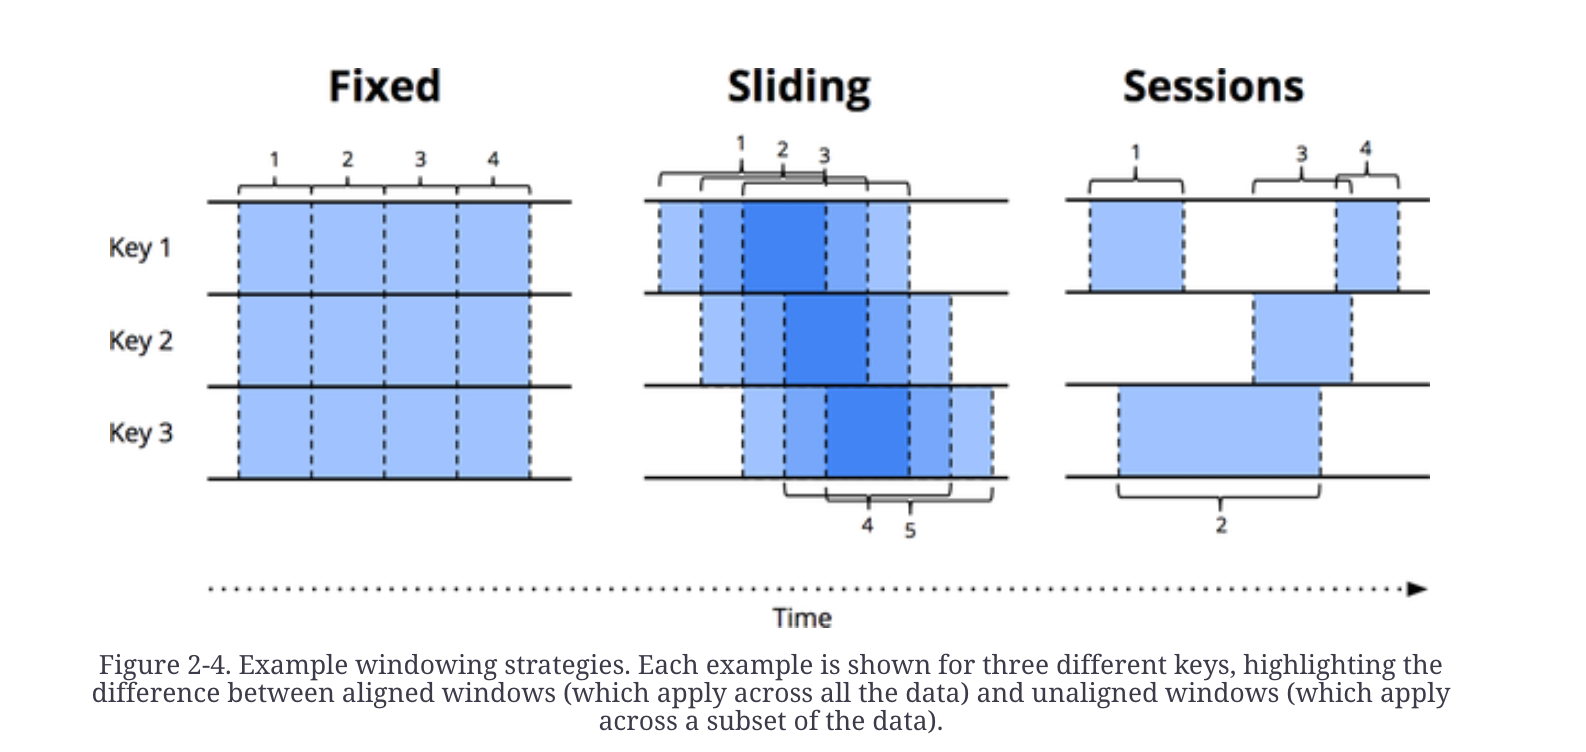 Fixed Sliding Sessions
1 2 3 4
1 2 3
1 3 4
Key 1
Key 2
Key 3
4 5
2
Time
Figure 2-4. Example windowing strategies. Each example is shown for three different keys, highlighting the
difference between aligned windows (which apply across all the data) and unaligned windows (which apply
across a subset of the data).